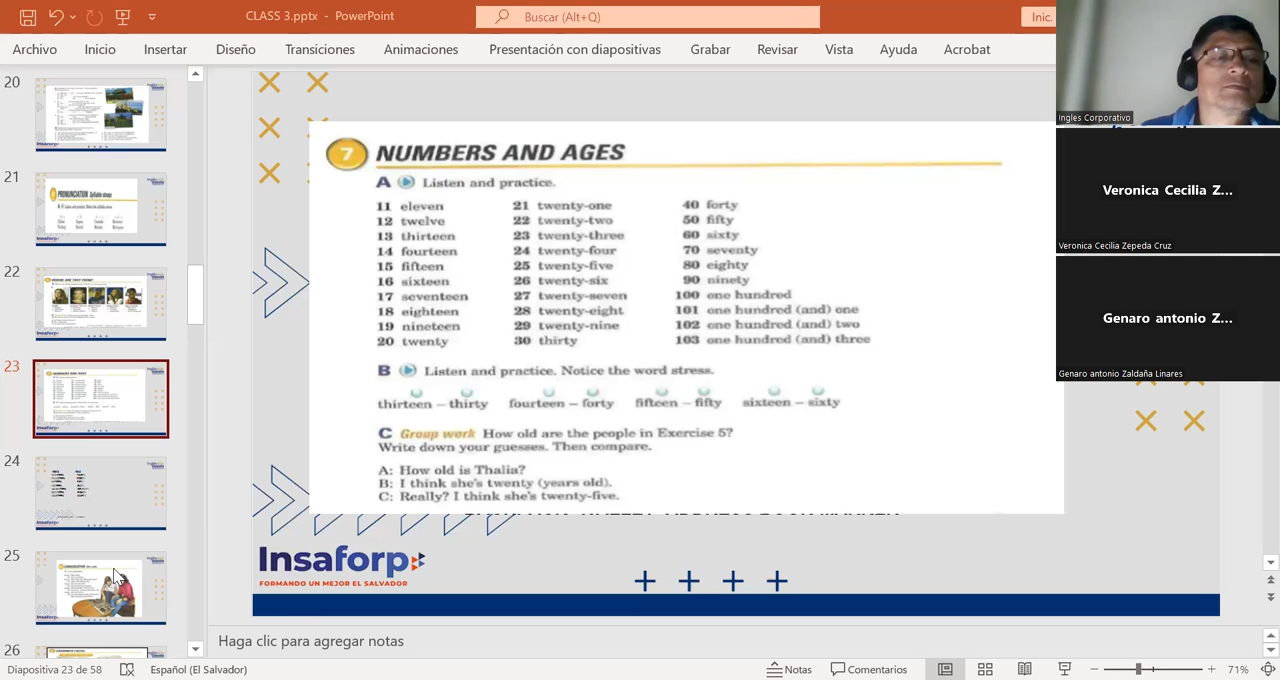 CLASS 3.pptx - PowerPoint
Buscar (Alt+Q)
Inic.
Archivo Inicio Insertar Diseño Transiciones Animaciones Presentación con diapositivas Grabar Revisar Vista Ayuda Acrobat
20
21
22
23
24
25
26
7 NUMBERS AND AGES
A Listen and practice.
11 eleven 21 twenty-one 40 forty
12 twelve 22 twenty-two 50 fifty
13 thirteen 23 twenty-three 60 sixty
14 fourteen 24 twenty-four 70 seventy
15 fifteen 25 twenty-five 80 eighty
16 sixteen 26 twenty-six 90 ninety
17 seventeen 27 twenty-seven 100 one hundred
18 eighteen 28 twenty-eight 101 one hundred (and) one
19 nineteen 29 twenty-nine 102 one hundred (and) two
20 twenty 30 thirty 103 one hundred (and) three
B Listen and practice. Notice the word stress.
thirteen – thirty fourteen – forty fifteen – fifty sixteen – sixty
C Group work How old are the people in Exercise 5?
Write down your guesses. Then compare.
A: How old is Thalia?
B: I think she's twenty (years old).
C: Really? I think she's twenty-five.
Insaforp
FORMANDO UN MEJOR EL SALVADOR
Ingles Corporativo
Veronica Cecilia Z...
Veronica Cecilia Zepeda Cruz
Genaro antonio Z...
Genaro antonio Zaldaña Linares
Haga clic para agregar notas
Diapositiva 23 de 58 Español (El Salvador) Notas Comentarios 71%